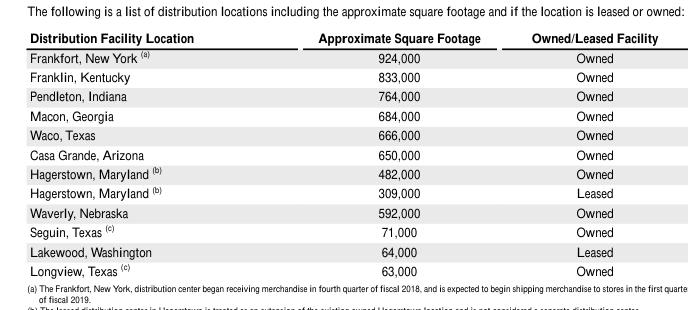 The following is a list of distribution locations including the approximate square footage and if the location is leased or owned:
Distribution Facility Location Approximate Square Footage Owned/Leased Facility
Frankfort, New York (a) 924,000 Owned
Franklin, Kentucky 833,000 Owned
Pendleton, Indiana 764,000 Owned
Macon, Georgia 684,000 Owned
Waco, Texas 666,000 Owned
Casa Grande, Arizona 650,000 Owned
Hagerstown, Maryland (b) 482,000 Owned
Hagerstown, Maryland (b) 309,000 Leased
Waverly, Nebraska 592,000 Owned
Seguin, Texas (c) 71,000 Owned
Lakewood, Washington 64,000 Leased
Longview, Texas (c) 63,000 Owned
(a) The Frankfort, New York, distribution center began receiving merchandise in fourth quarter of fiscal 2018, and is expected to begin shipping merchandise to stores in the first quarte
of fiscal 2019.